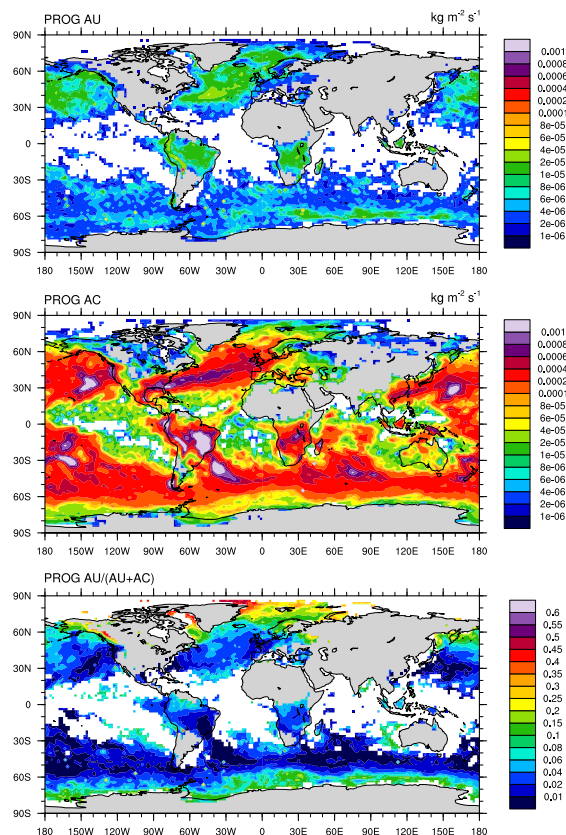 PROG AU kg m⁻² s⁻¹
90N
60N
30N
0
30S
60S
90S
180 150W 120W 90W 60W 30W 0 30E 60E 90E 120E 150E 180
0.001
0.0008
0.0006
0.0004
0.0002
0.0001
8e-05
6e-05
4e-05
2e-05
1e-05
8e-06
6e-06
4e-06
2e-06
1e-06
PROG AC kg m⁻² s⁻¹
90N
60N
30N
0
30S
60S
90S
180 150W 120W 90W 60W 30W 0 30E 60E 90E 120E 150E 180
0.001
0.0008
0.0006
0.0004
0.0002
0.0001
8e-05
6e-05
4e-05
2e-05
1e-05
8e-06
6e-06
4e-06
2e-06
1e-06
PROG AU/(AU+AC)
90N
60N
30N
0
30S
60S
90S
180 150W 120W 90W 60W 30W 0 30E 60E 90E 120E 150E 180
0.6
0.55
0.5
0.45
0.4
0.35
0.3
0.25
0.2
0.15
0.1
0.08
0.06
0.04
0.02
0.01